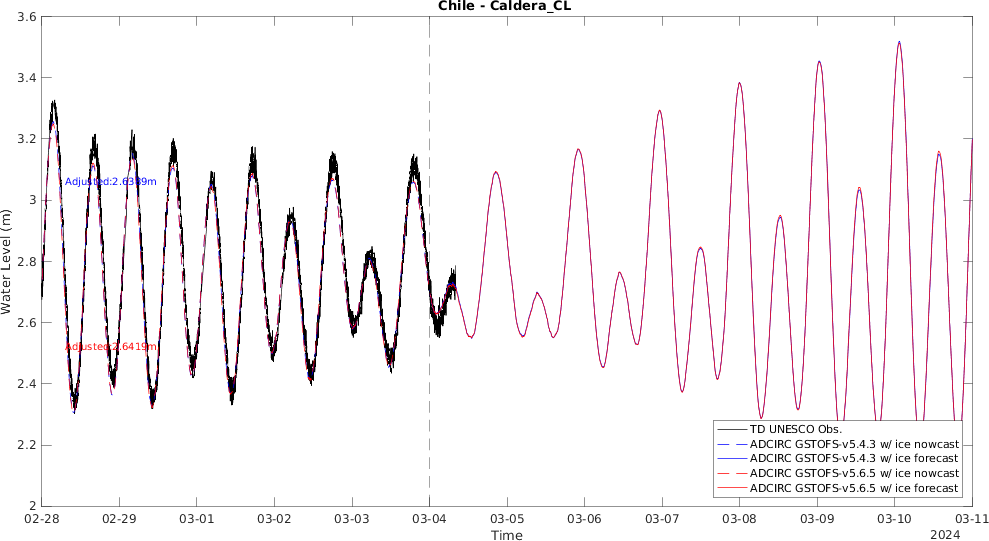 Chile - Caldera_CL
3.6
3.4
3.2
3
2.8
2.6
2.4
2.2
2
Water Level (m)
Adjusted:2.6389m
Adjusted:2.6419m
TD UNESCO Obs.
ADCIRC GSTOFS-v5.4.3 w/ ice nowcast
ADCIRC GSTOFS-v5.4.3 w/ ice forecast
ADCIRC GSTOFS-v5.6.5 w/ ice nowcast
ADCIRC GSTOFS-v5.6.5 w/ ice forecast
02-28 02-29 03-01 03-02 03-03 03-04 03-05 03-06 03-07 03-08 03-09 03-10 03-11
Time
2024